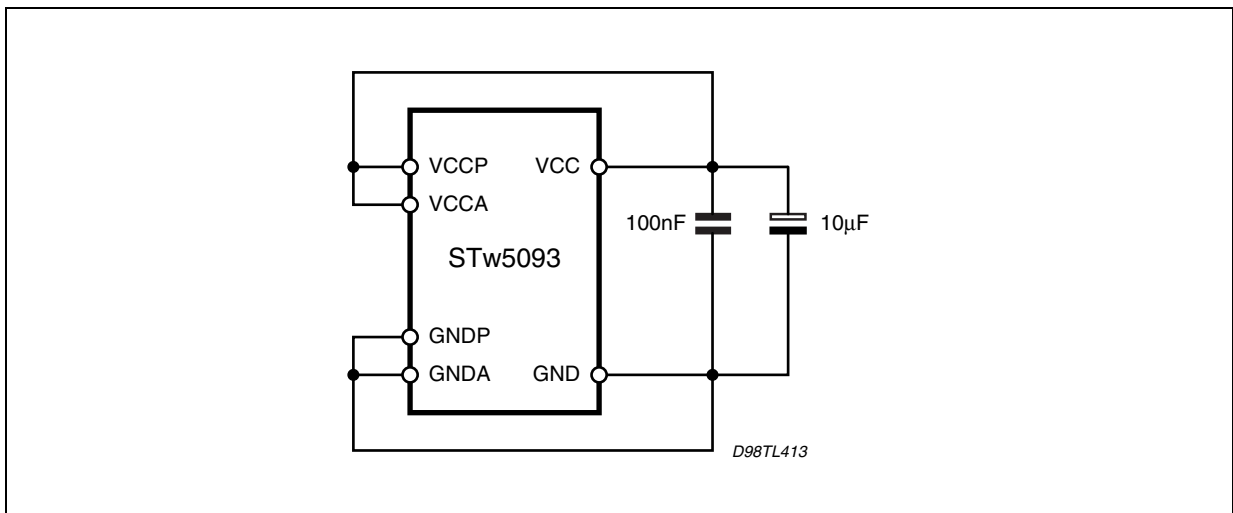 VCCP VCC
VCCA
100nF 10μF
STw5093
GNDP
GNDA GND
D98TL413